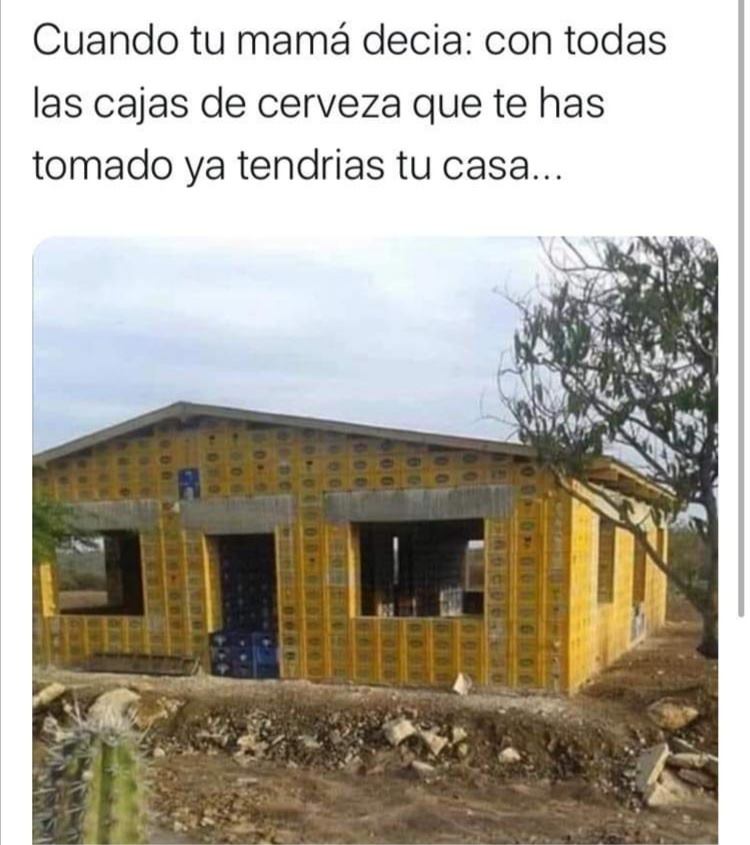 Cuando tu mamá decia: con todas
las cajas de cerveza que te has
tomado ya tendrias tu casa...